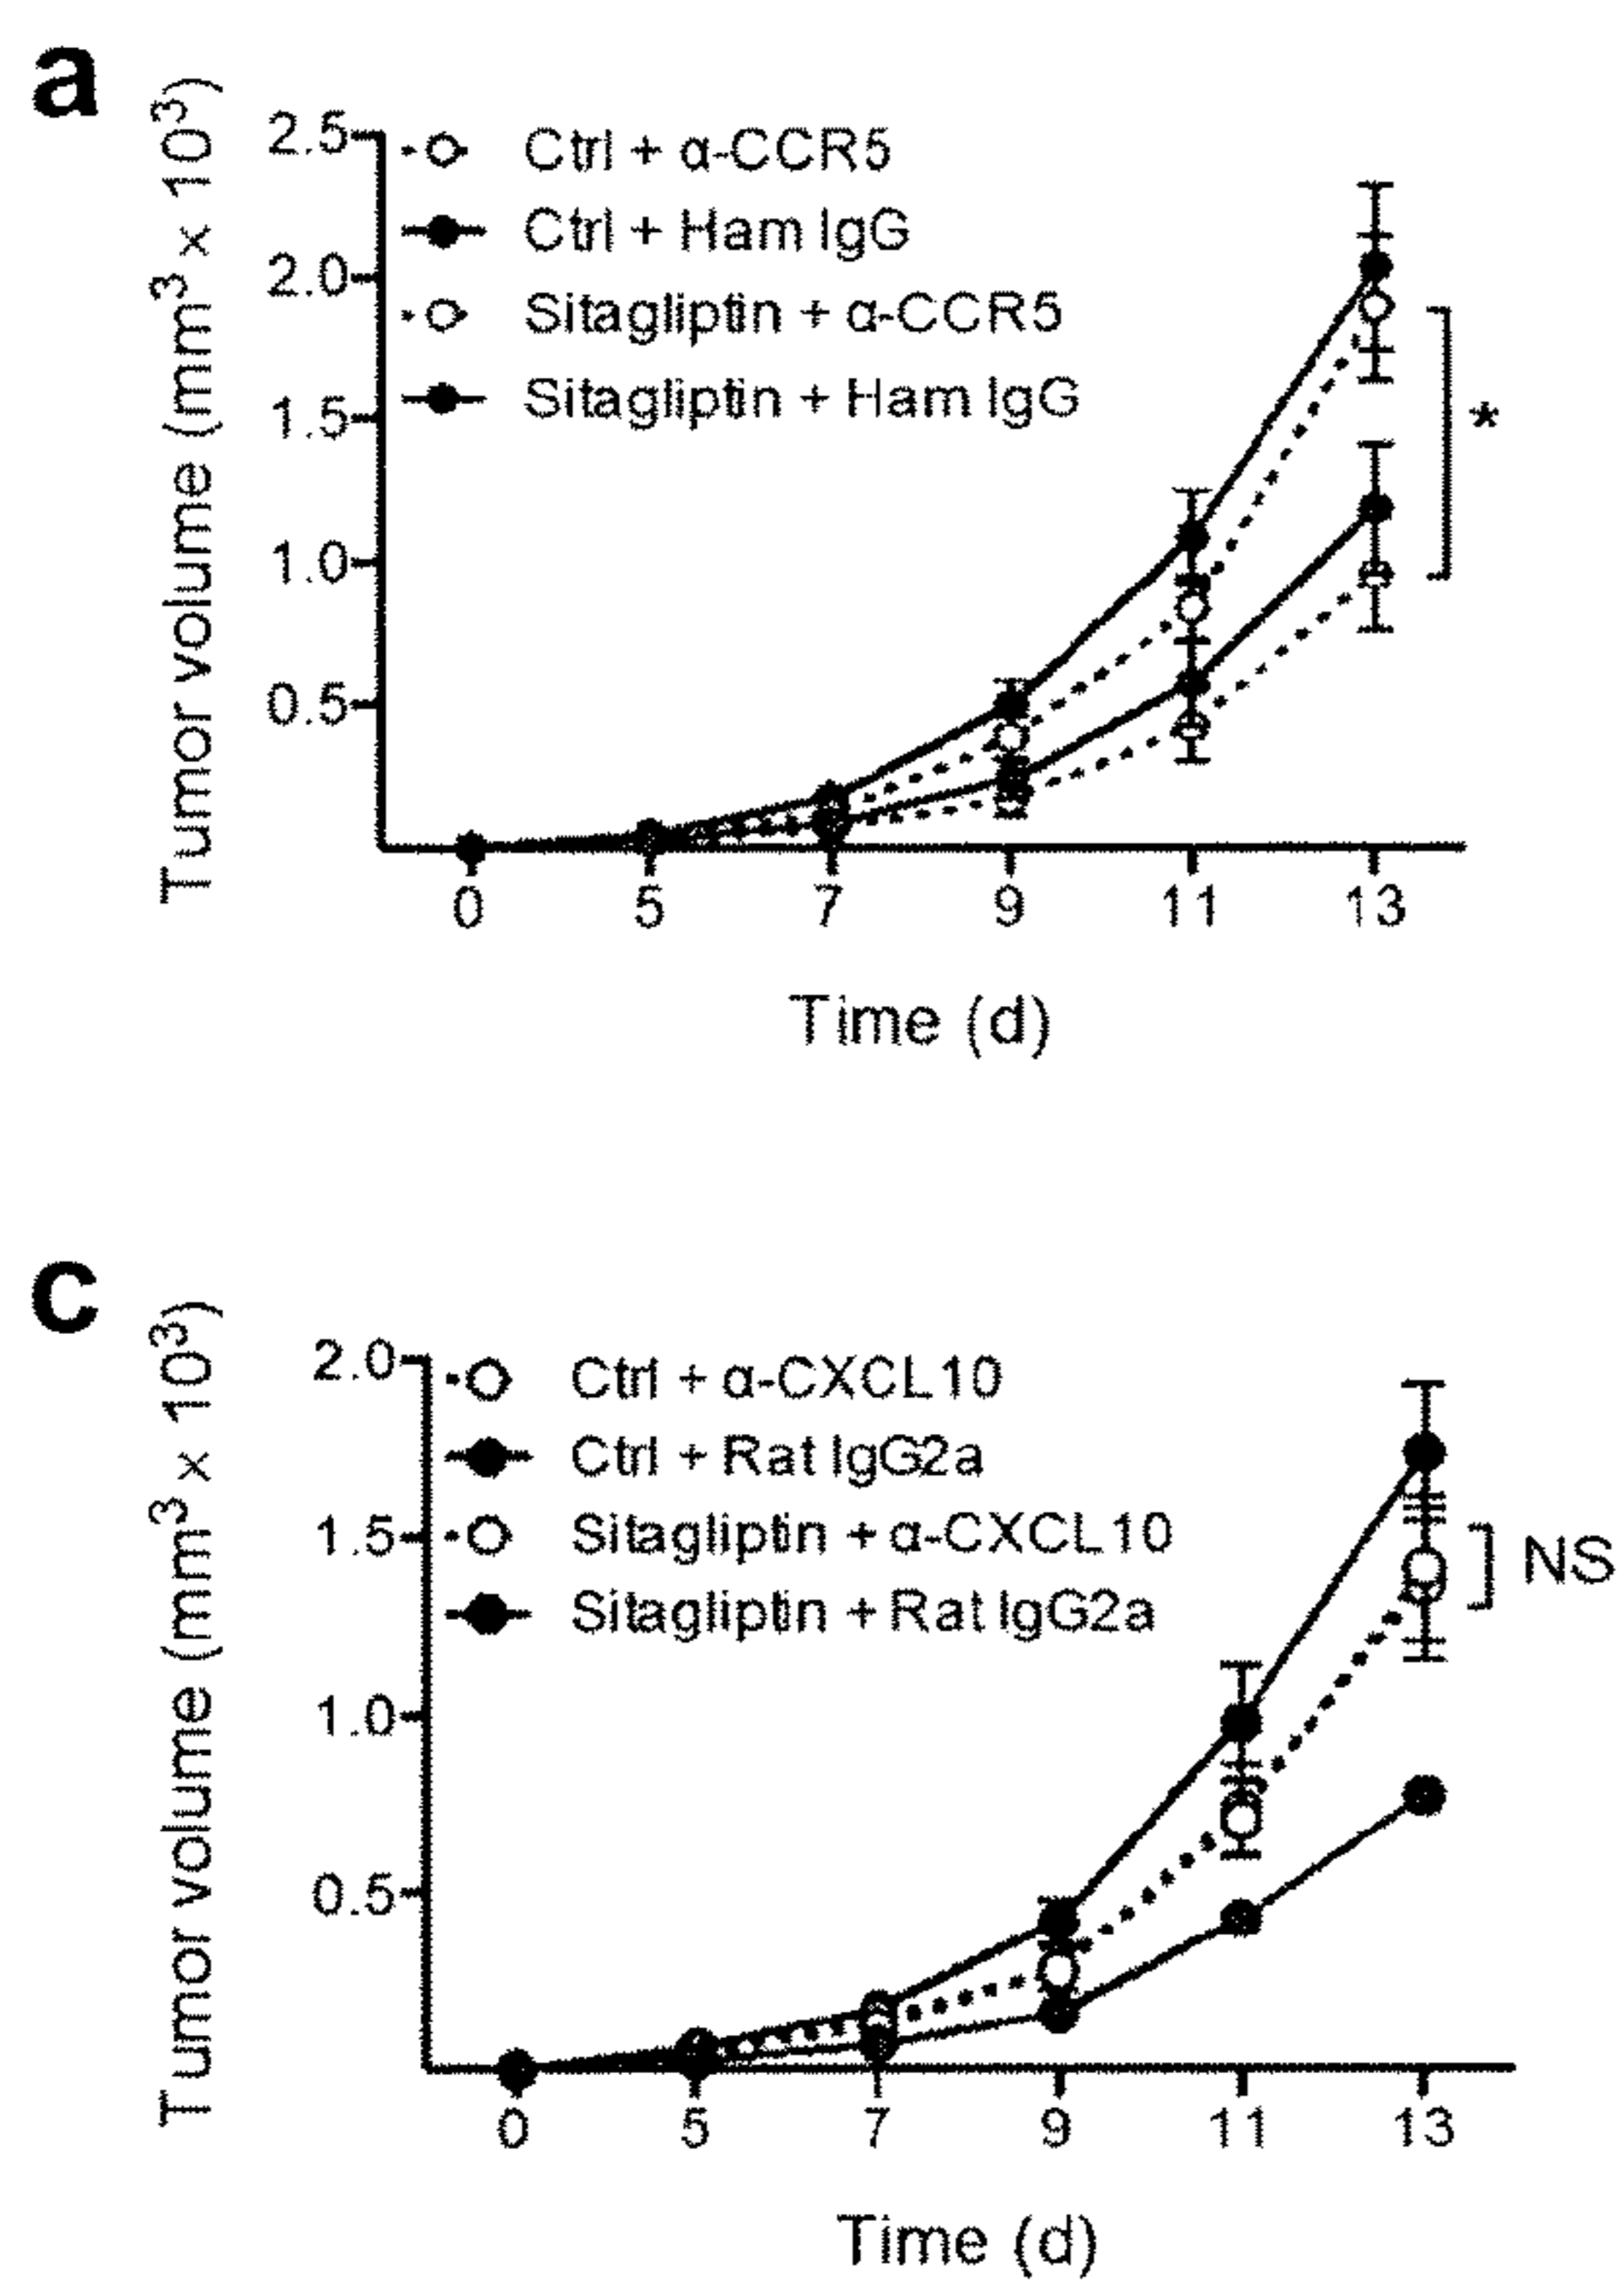 a
Tumor volume (mm³ × 10³)
2.5
2.0
1.5
1.0
0.5
Ctrl + α-CCR5
Ctrl + Ham IgG
Sitagliptin + α-CCR5
Sitagliptin + Ham IgG
*
0 5 7 9 11 13
Time (d)
c
Tumor volume (mm³ × 10³)
2.0
1.5
1.0
0.5
Ctrl + α-CXCL10
Ctrl + Rat IgG2a
Sitagliptin + α-CXCL10
Sitagliptin + Rat IgG2a
NS
0 5 7 9 11 13
Time (d)